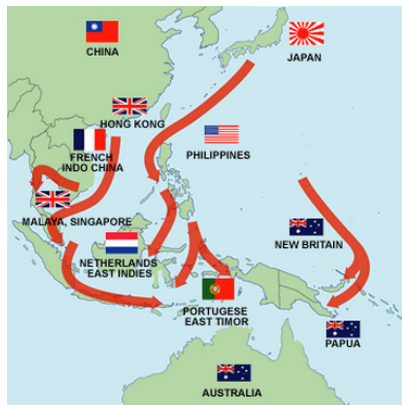 CHINA
JAPAN
HONG KONG
FRENCH
INDO CHINA
PHILIPPINES
MALAYA, SINGAPORE
NETHERLANDS
EAST INDIES
NEW BRITAIN
PORTUGESE
EAST TIMOR
PAPUA
AUSTRALIA